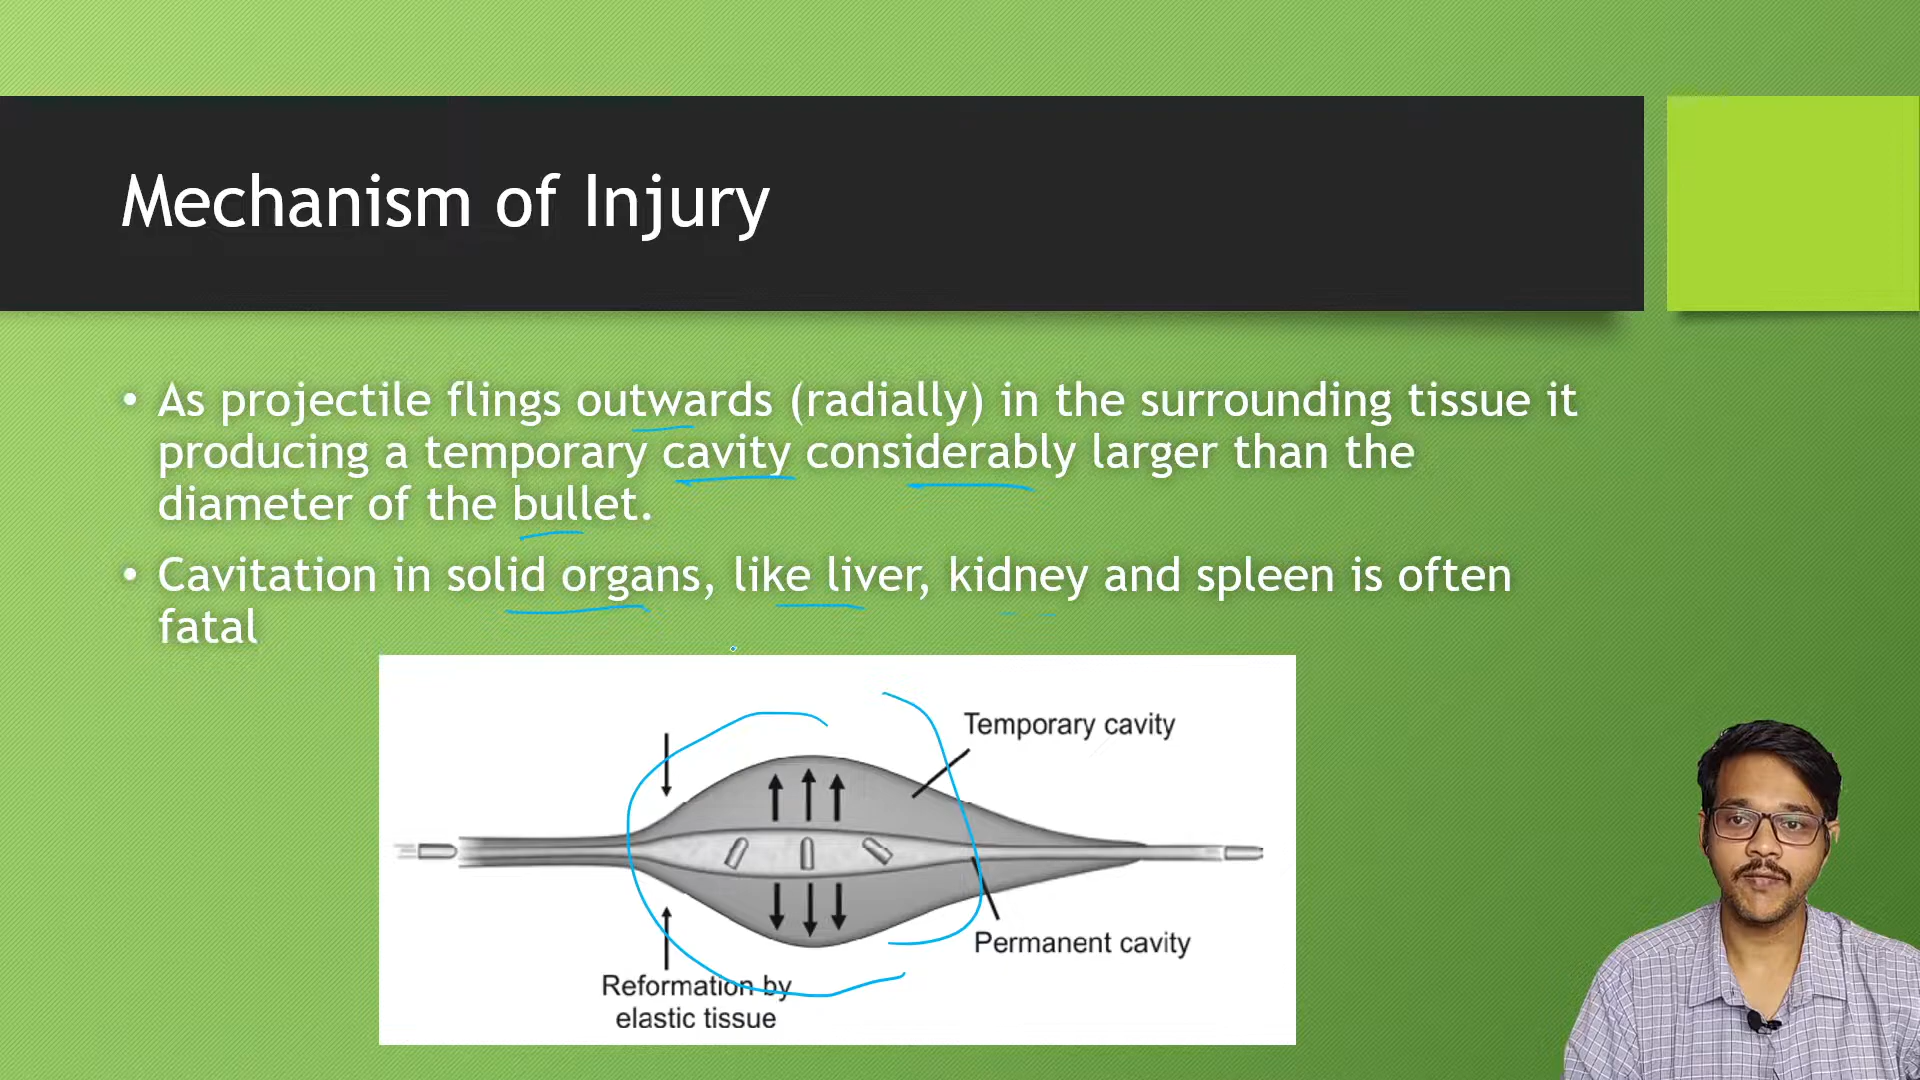 Mechanism of Injury
• As projectile flings outwards (radially) in the surrounding tissue it
producing a temporary cavity considerably larger than the
diameter of the bullet.
• Cavitation in solid organs, like liver, kidney and spleen is often
fatal
Temporary cavity
Permanent cavity
Reformation by
elastic tissue